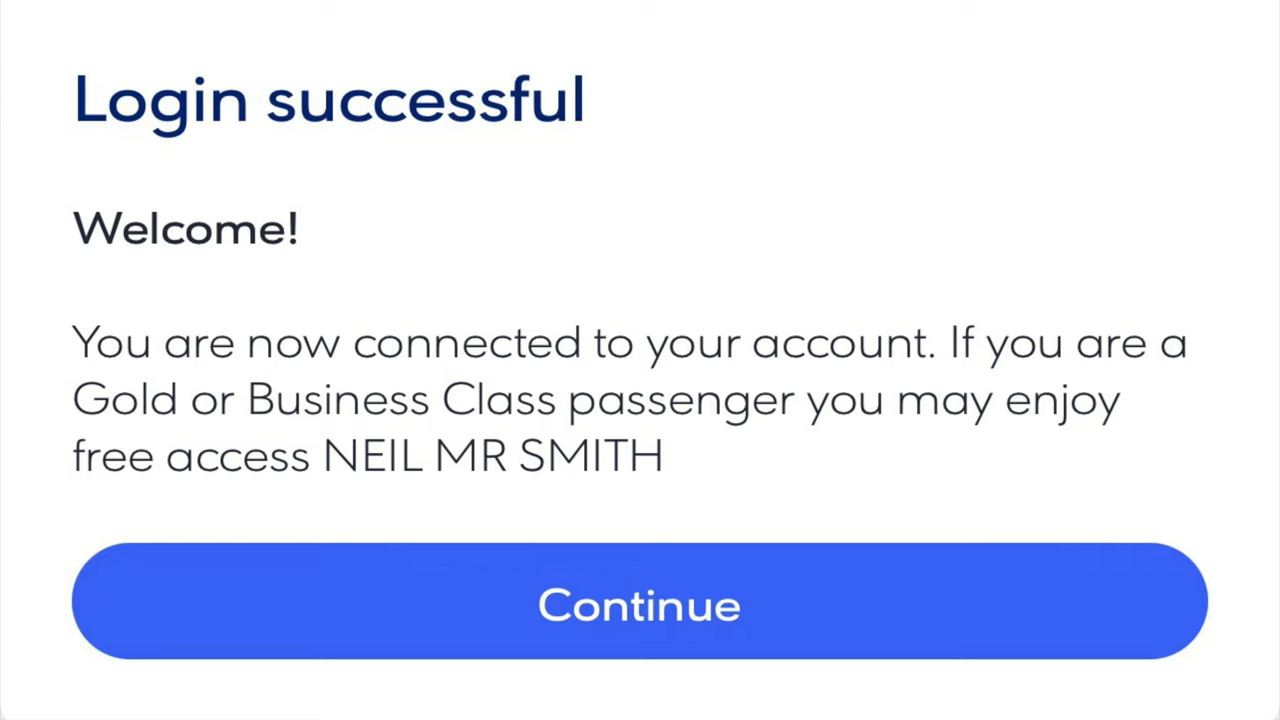 Login successful
Welcome!
You are now connected to your account. If you are a
Gold or Business Class passenger you may enjoy
free access NEIL MR SMITH
Continue